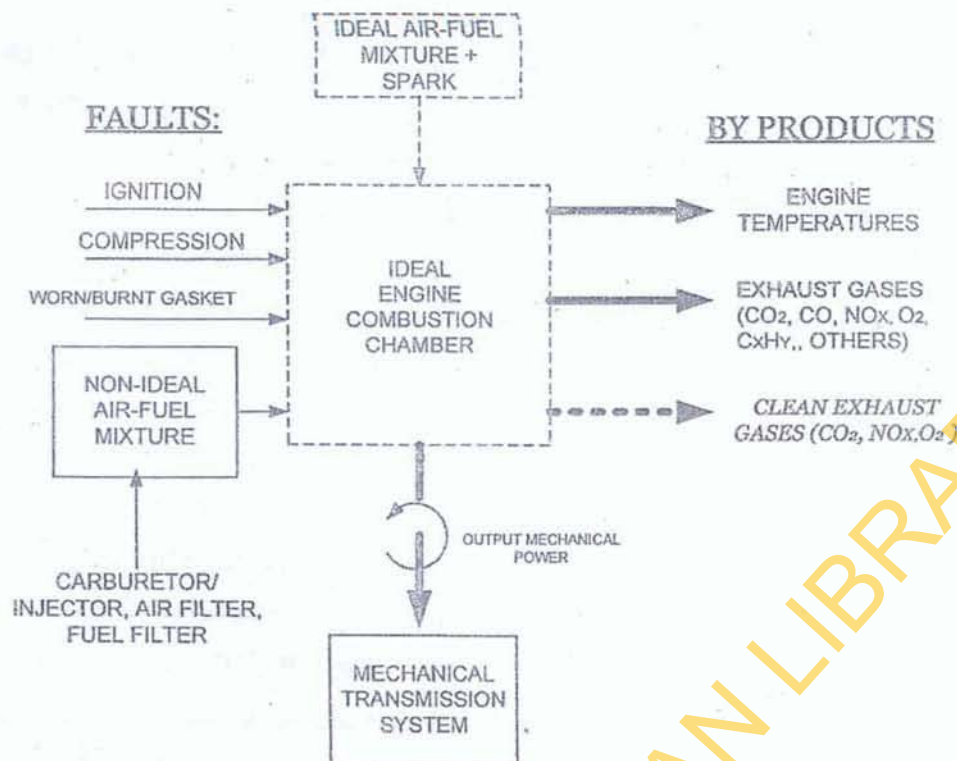 IDEAL AIR-FUEL
MIXTURE +
SPARK
FAULTS:
BY PRODUCTS
IGNITION
COMPRESSION
WORN/BURNT GASKET
NON-IDEAL
AIR-FUEL
MIXTURE
CARBURETOR/
INJECTOR, AIR FILTER,
FUEL FILTER
IDEAL
ENGINE
COMBUSTION
CHAMBER
ENGINE
TEMPERATURES
EXHAUST GASES
(CO2, CO, NOX, O2,
CXHY,, OTHERS)
CLEAN EXHAUST
GASES (CO2, NOX,O2 )
OUTPUT MECHANICAL
POWER
MECHANICAL
TRANSMISSION
SYSTEM